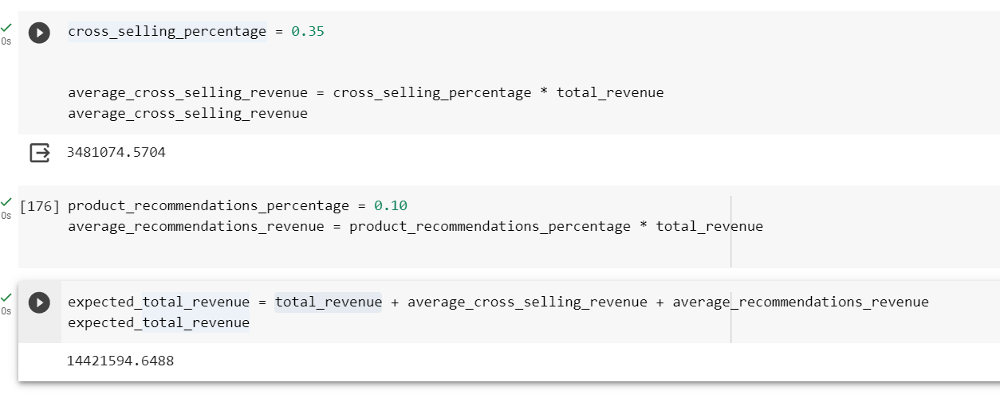 cross_selling_percentage = 0.35
0s
average_cross_selling_revenue = cross_selling_percentage * total_revenue
average_cross_selling_revenue
3481074.5704
[176] product_recommendations_percentage = 0.10
0s
average_recommendations_revenue = product_recommendations_percentage * total_revenue
expected_total_revenue = total_revenue + average_cross_selling_revenue + average_recommendations_revenue
0s
expected_total_revenue
14421594.6488